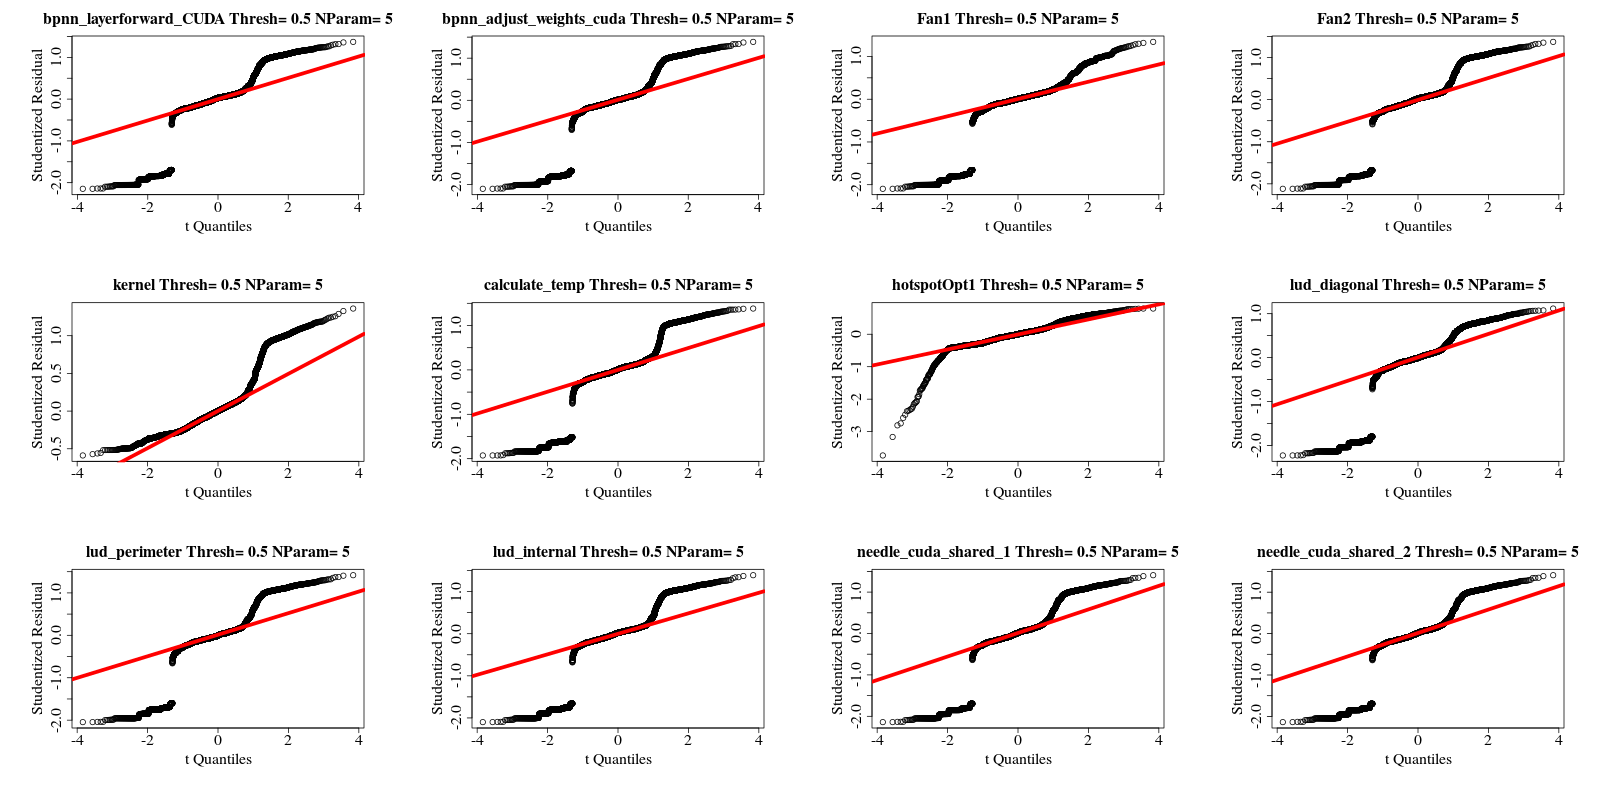 bpnn_layerforward_CUDA Thresh= 0.5 NParam= 5
Studentized Residual
-2.0 -1.0 0.0 1.0
-4 -2 0 2 4
t Quantiles
bpnn_adjust_weights_cuda Thresh= 0.5 NParam= 5
Studentized Residual
-2.0 -1.0 0.0 1.0
-4 -2 0 2 4
t Quantiles
Fan1 Thresh= 0.5 NParam= 5
Studentized Residual
-2.0 -1.0 0.0 1.0
-4 -2 0 2 4
t Quantiles
Fan2 Thresh= 0.5 NParam= 5
Studentized Residual
-2.0 -1.0 0.0 1.0
-4 -2 0 2 4
t Quantiles
kernel Thresh= 0.5 NParam= 5
Studentized Residual
-0.5 0.0 0.5 1.0
-4 -2 0 2 4
t Quantiles
calculate_temp Thresh= 0.5 NParam= 5
Studentized Residual
-2.0 -1.0 0.0 1.0
-4 -2 0 2 4
t Quantiles
hotspotOpt1 Thresh= 0.5 NParam= 5
Studentized Residual
-3 -2 -1 0
-4 -2 0 2 4
t Quantiles
lud_diagonal Thresh= 0.5 NParam= 5
Studentized Residual
-2.0 -1.0 0.0 1.0
-4 -2 0 2 4
t Quantiles
lud_perimeter Thresh= 0.5 NParam= 5
Studentized Residual
-2.0 -1.0 0.0 1.0
-4 -2 0 2 4
t Quantiles
lud_internal Thresh= 0.5 NParam= 5
Studentized Residual
-2.0 -1.0 0.0 1.0
-4 -2 0 2 4
t Quantiles
needle_cuda_shared_1 Thresh= 0.5 NParam= 5
Studentized Residual
-2.0 -1.0 0.0 1.0
-4 -2 0 2 4
t Quantiles
needle_cuda_shared_2 Thresh= 0.5 NParam= 5
Studentized Residual
-2.0 -1.0 0.0 1.0
-4 -2 0 2 4
t Quantiles